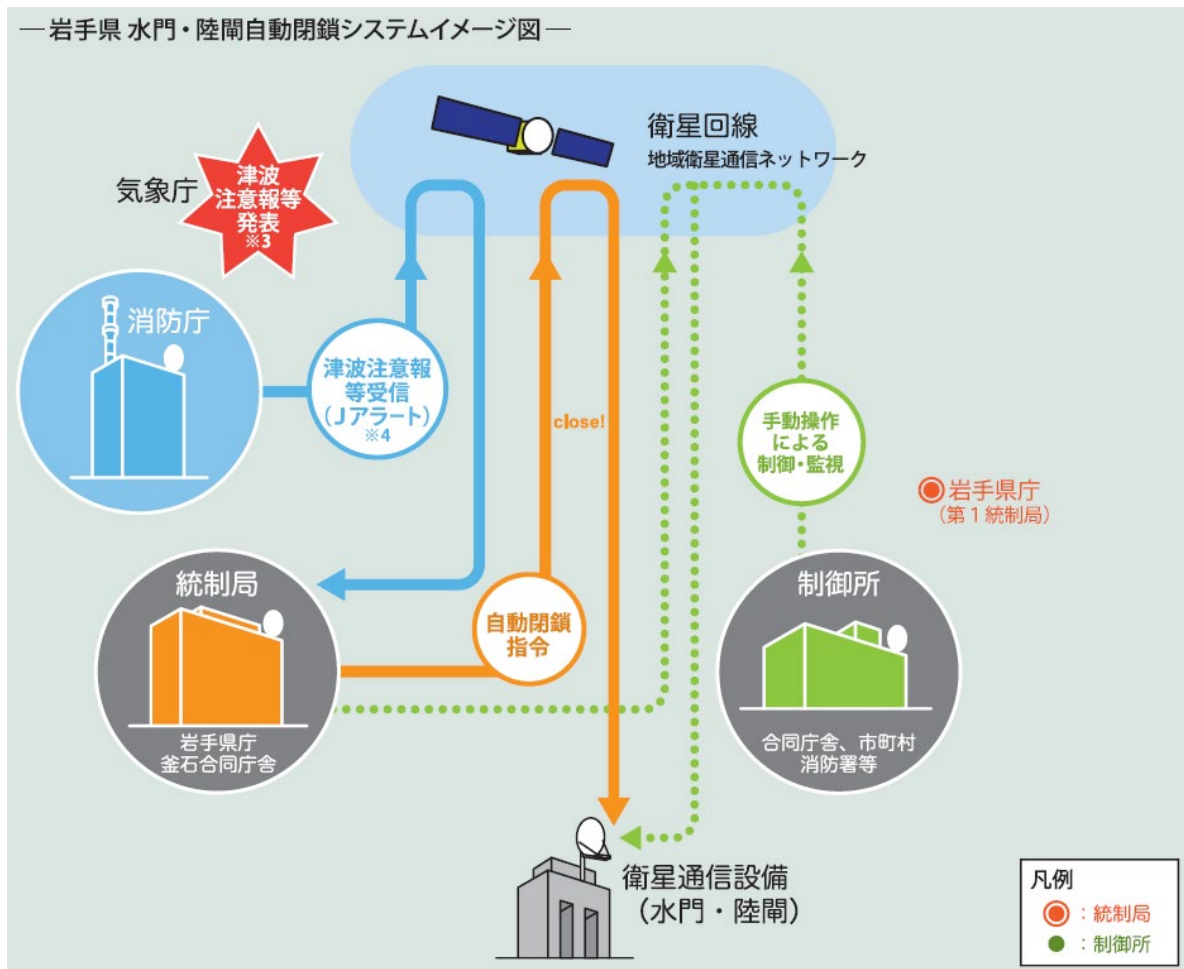 ― 岩手県 水門・陸閘自動閉鎖システムイメージ図 ―
衛星回線
地域衛星通信ネットワーク
気象庁
津波
注意報等
発表
※3
消防庁
津波注意報
等受信
（Jアラート）
※4
close!
手動操作
による
制御・監視
岩手県庁
（第1統制局）
統制局
岩手県庁
釜石合同庁舎
自動閉鎖
指令
制御所
合同庁舎、市町村
消防署等
衛星通信設備
（水門・陸閘）
凡例
：統制局
：制御所